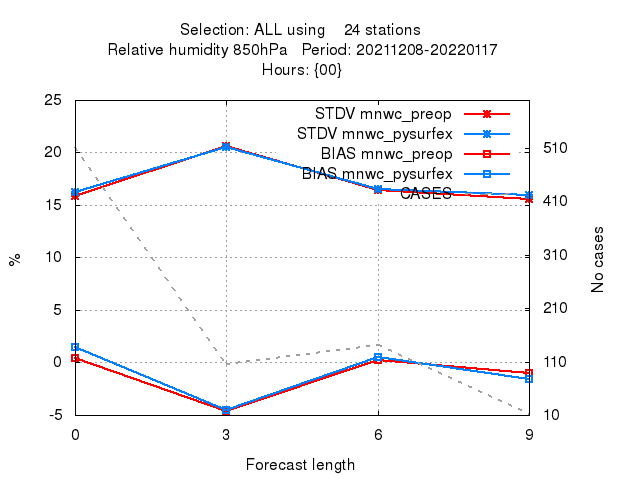 Selection: ALL using 24 stations
Relative humidity 850hPa Period: 20211208-20220117
Hours: {00}
STDV mnwc_preop
STDV mnwc_pysurfex
BIAS mnwc_preop
BIAS mnwc_pysurfex
CASES
25
20
15
10
5
0
-5
%
510
410
310
210
110
10
No cases
0 3 6 9
Forecast length